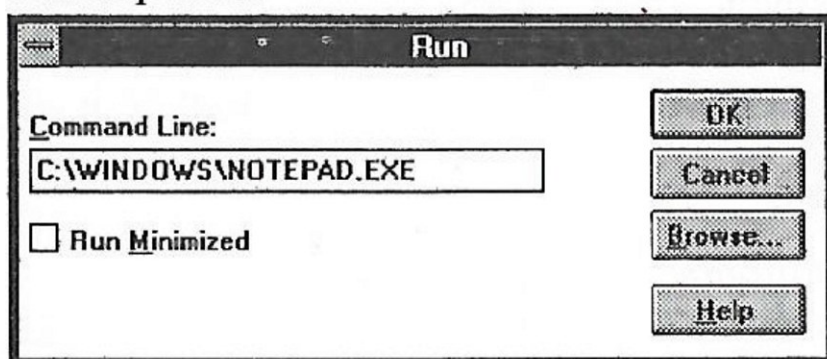 Run
Command Line:
C:\WINDOWS\NOTEPAD.EXE
Run Minimized
OK
Cancel
Browse...
Help